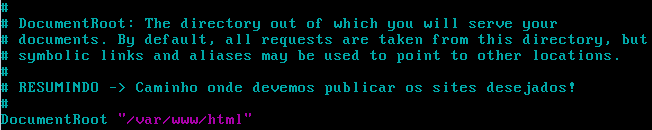 #
# DocumentRoot: The directory out of which you will serve your
# documents. By default, all requests are taken from this directory, but
# symbolic links and aliases may be used to point to other locations.
#
# RESUMINDO -> Caminho onde devemos publicar os sites desejados!
#
DocumentRoot "/var/www/html"